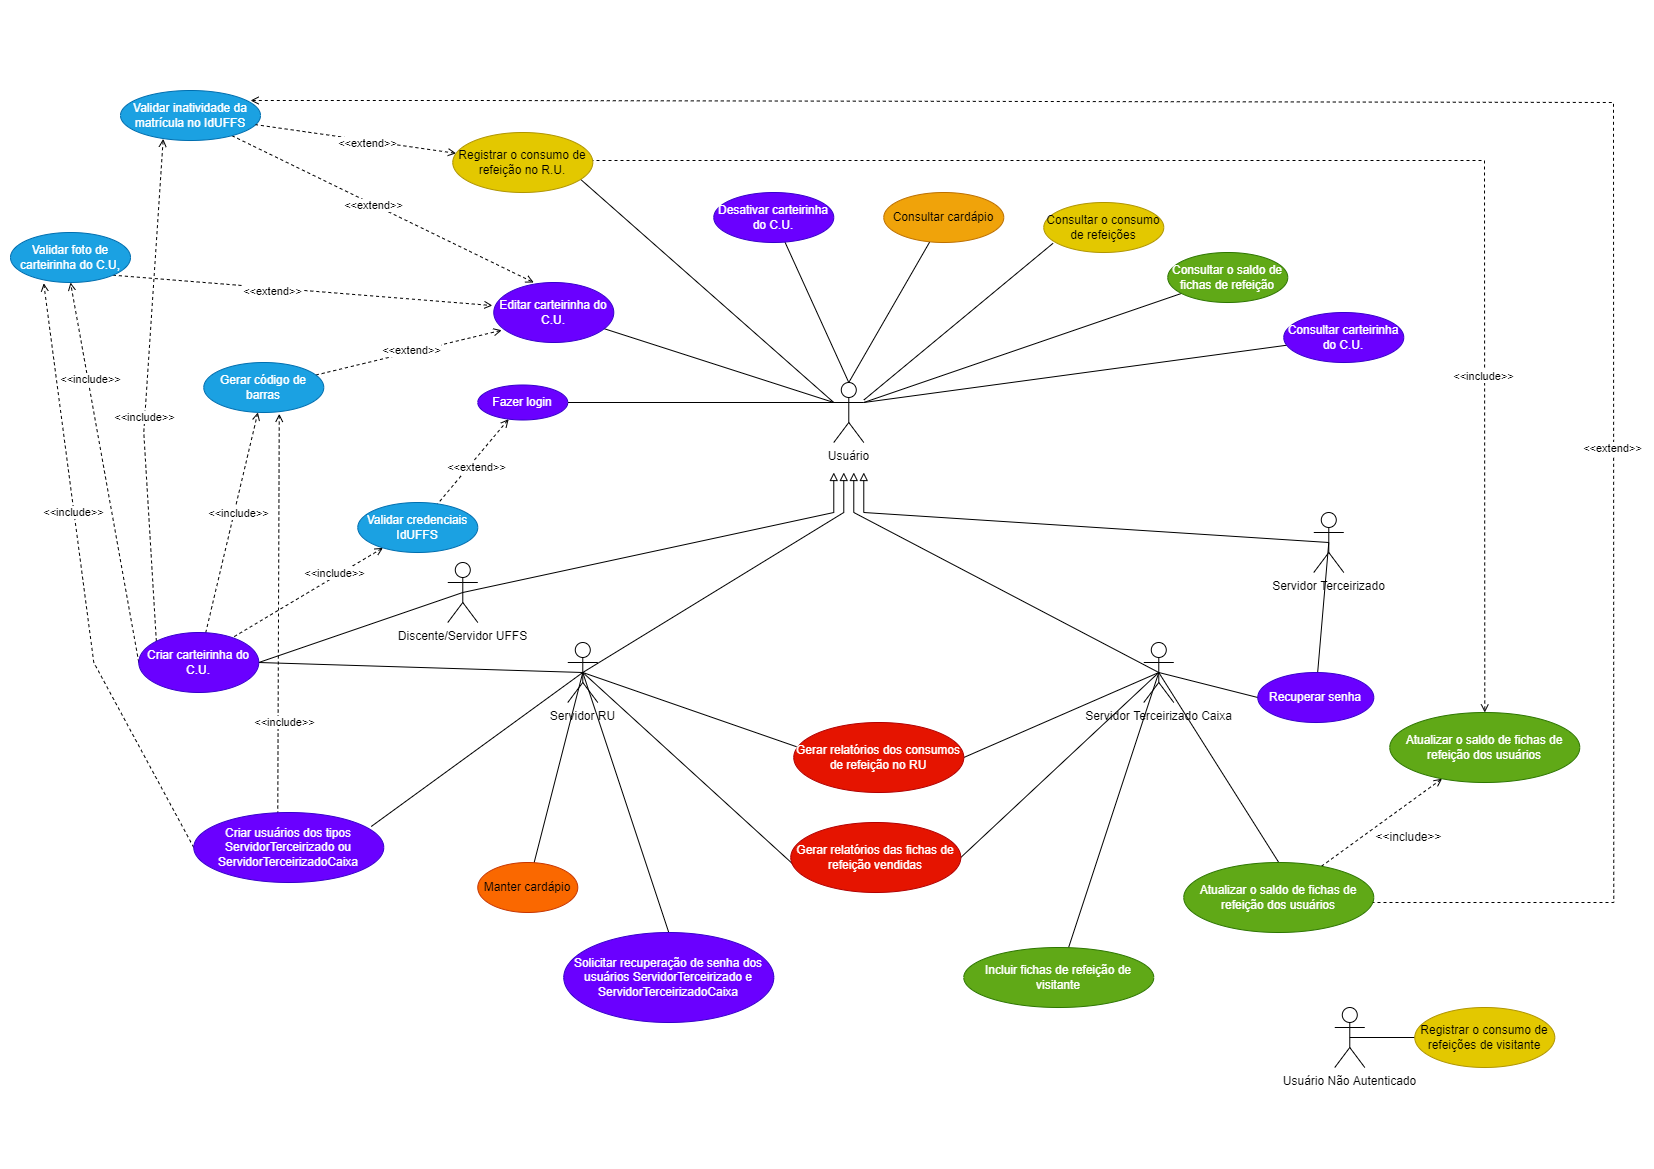 Validar inatividade da
matrícula no IdUFFS
<<extend>>
Registrar o consumo de
refeição no R.U.
<<extend>>
Desativar carteirinha
do C.U.
Consultar cardápio
Consultar o consumo
de refeições
Validar foto de
carteirinha do C.U,
<<extend>>
Consultar o saldo de
fichas de refeição
Editar carteirinha do
C.U.
Consultar carteirinha
do C.U.
<<extend>>
<<include>>
Gerar código de
barras
<<include>>
<<include>>
Fazer login
Usuário
<<extend>>
<<extend>>
<<include>>
<<include>>
Validar credenciais
IdUFFS
<<include>>
Servidor Terceirizado
Discente/Servidor UFFS
Criar carteirinha do
C.U.
Servidor RU
Servidor Terceirizado Caixa
Recuperar senha
<<include>>
Gerar relatórios dos consumos
de refeição no RU
Atualizar o saldo de fichas de
refeição dos usuários
Criar usuários dos tipos
ServidorTerceirizado ou
ServidorTerceirizadoCaixa
<<include>>
Gerar relatórios das fichas de
refeição vendidas
Manter cardápio
Atualizar o saldo de fichas de
refeição dos usuários
Solicitar recuperação de senha dos
usuários ServidorTerceirizado e
ServidorTerceirizadoCaixa
Incluir fichas de refeição de
visitante
Registrar o consumo de
refeições de visitante
Usuário Não Autenticado